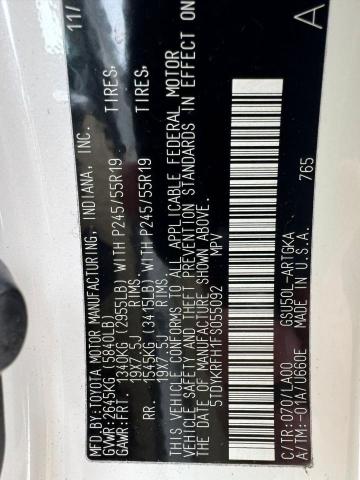 MFD.BY:TOYOTA MOTOR MANUFACTURING, INDIANA, INC. 11/
GVWR:2645KG (5840LB)
GAWR:FRT. 1340KG (2955LB) WITH P245/55R19 TIRES,
19X7.5J RIMS,
RR. 1545KG (3415LB) WITH P245/55R19 TIRES,
19X7.5J RIMS.
THIS VEHICLE CONFORMS TO ALL APPLICABLE FEDERAL MOTOR
VEHICLE SAFETY, THEFT PREVENTION STANDARDS IN EFFECT ON
THE DATE OF MANUFACTURE SHOWN ABOVE.
5TDYKRFH1FS055092 MPV A
C/TR:070/LA00 GSU50L-ARTGKA
A/TM:-01A/U660E MADE IN U.S.A. 765